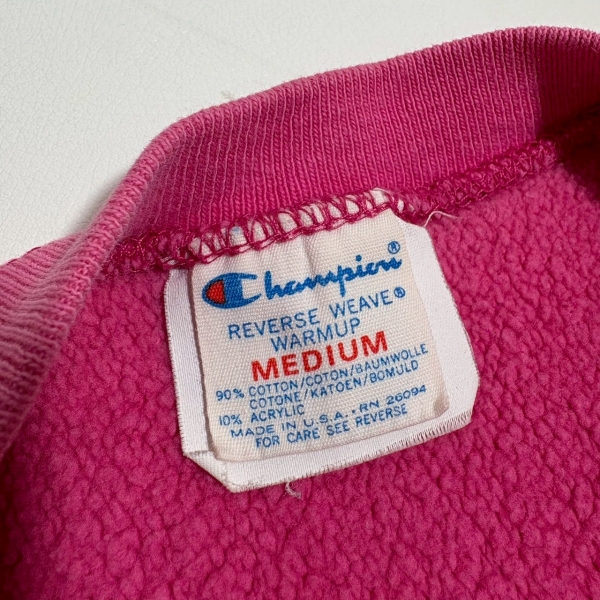 Champion®
REVERSE WEAVE®
WARMUP
MEDIUM
90% COTTON/COTON/BAUMWOLLE
COTONE/KATOEN/BOMULD
10% ACRYLIC
MADE IN U.S.A. • RN 26094
FOR CARE SEE REVERSE